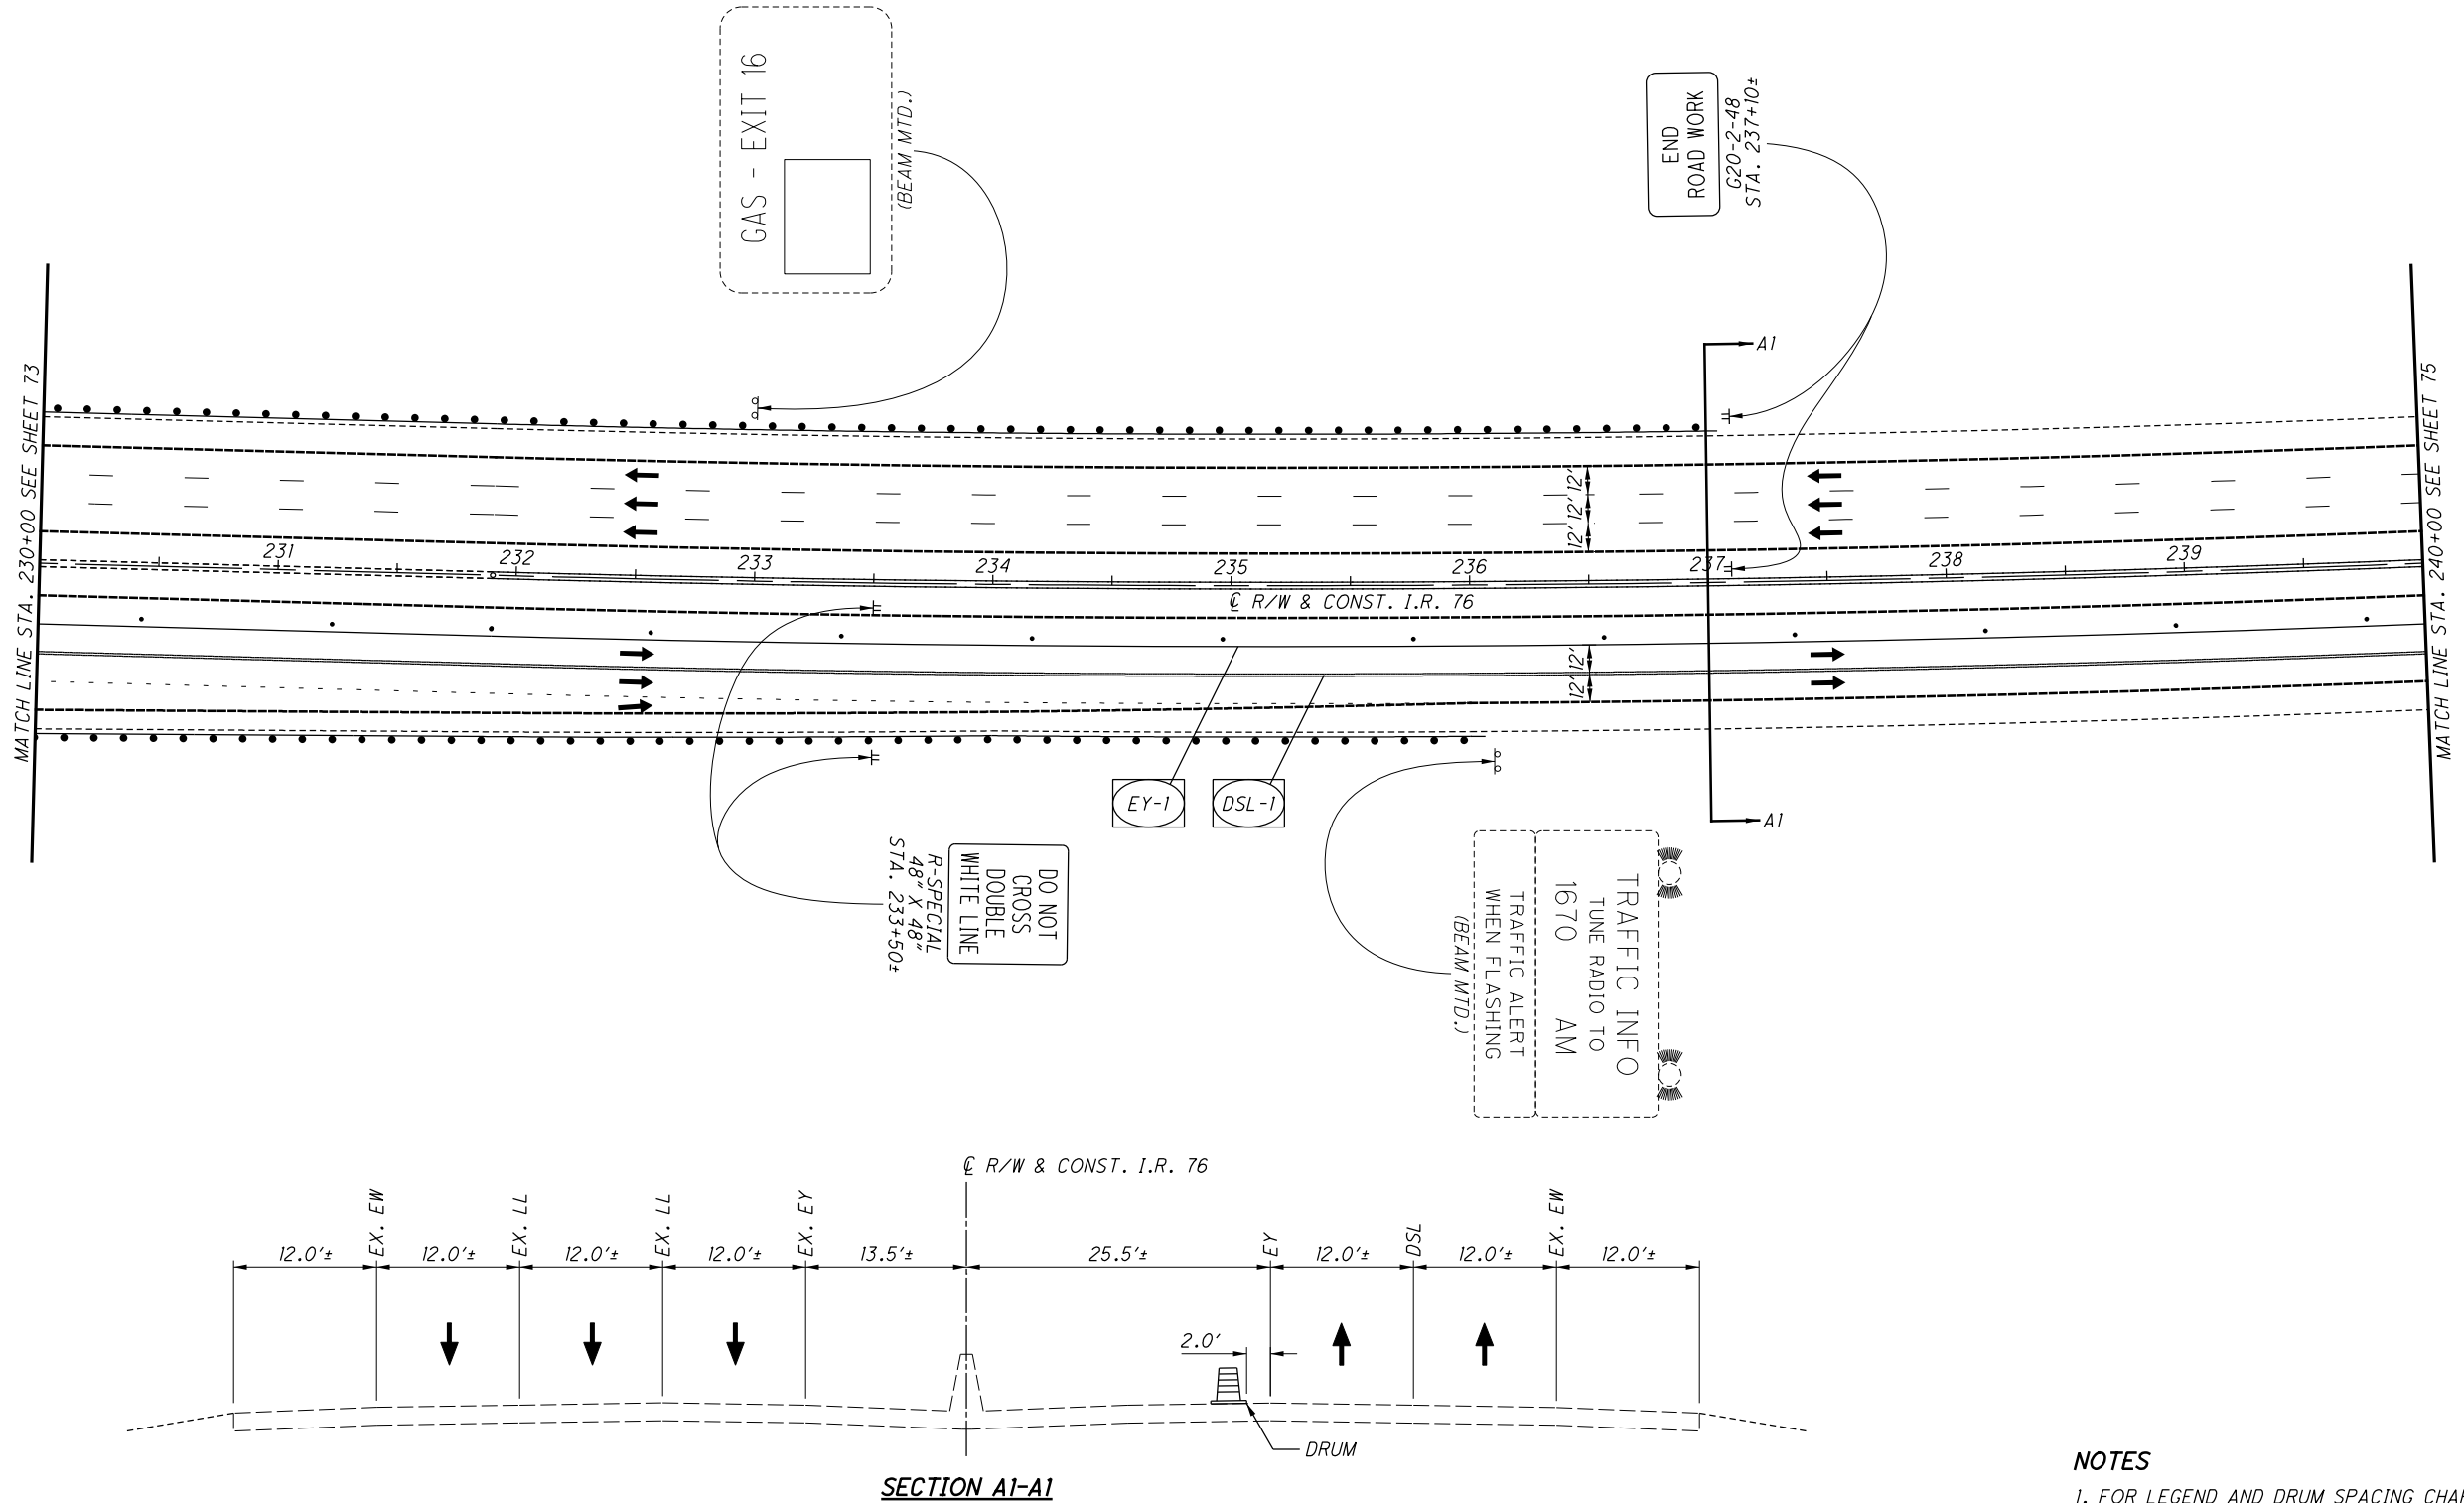 GAS - EXIT 16
(BEAM MTD.)
END
ROAD WORK
G20-2-48
STA. 237+10±
A1
MATCH LINE STA. 230+00 SEE SHEET 73
MATCH LINE STA. 240+00 SEE SHEET 75
12'
12'
12'
231
232
233
234
235
236
237
238
239
℄ R/W & CONST. I.R. 76
12'
12'
EY-1
DSL-1
A1
DO NOT
CROSS
DOUBLE
WHITE LINE
R-SPECIAL
48" X 48"
STA. 233+50±
TRAFFIC INFO
TUNE RADIO TO
1670 AM
TRAFFIC ALERT
WHEN FLASHING
(BEAM MTD.)
℄ R/W & CONST. I.R. 76
EX. EW
EX. LL
EX. LL
EX. EY
EY
DSL
EX. EW
12.0'±
12.0'±
12.0'±
12.0'±
13.5'±
25.5'±
12.0'±
12.0'±
12.0'±
2.0'
DRUM
SECTION A1-A1
NOTES
1. FOR LEGEND AND DRUM SPACING